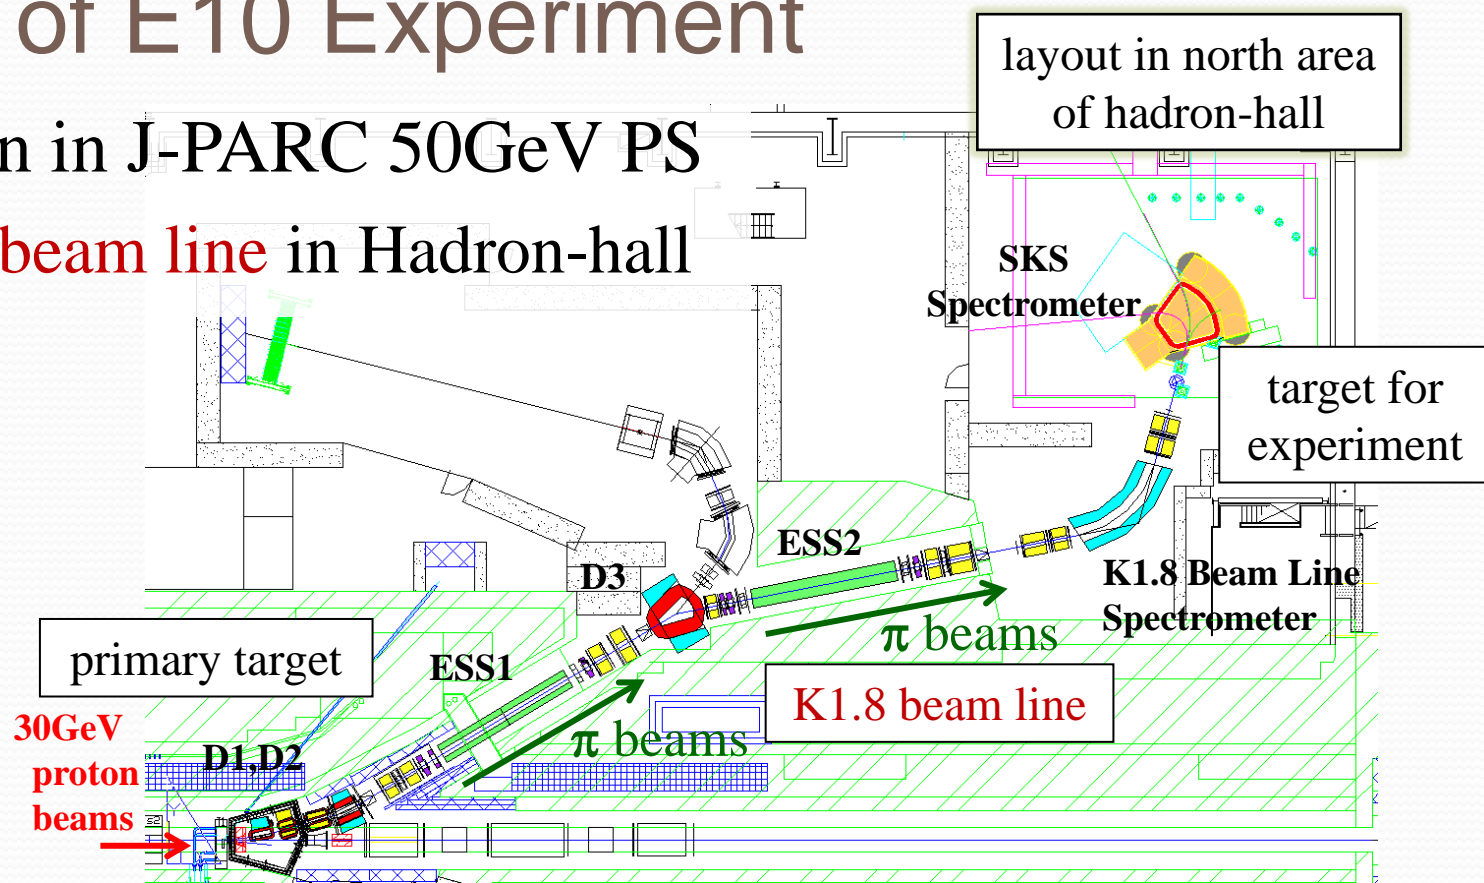 of E10 Experiment
layout in north area
of hadron-hall
n in J-PARC 50GeV PS
beam line in Hadron-hall
SKS
Spectrometer
target for
experiment
ESS2
D3
K1.8 Beam Line
Spectrometer
π beams
primary target
ESS1
K1.8 beam line
30GeV
proton
beams
D1,D2
π beams